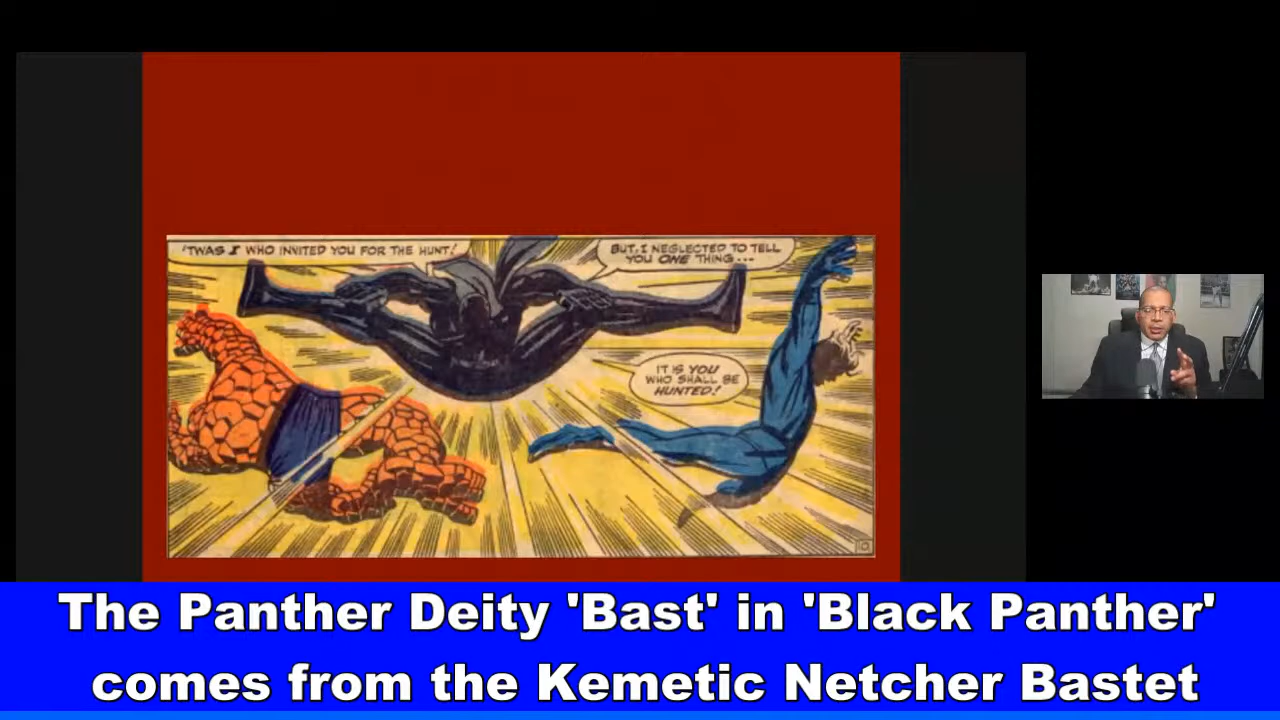 'TWAS I WHO INVITED YOU FOR THE HUNT!
BUT, I NEGLECTED TO TELL
YOU ONE THING...
IT IS YOU
WHO SHALL BE
HUNTED!
10
The Panther Deity 'Bast' in 'Black Panther'
comes from the Kemetic Netcher Bastet